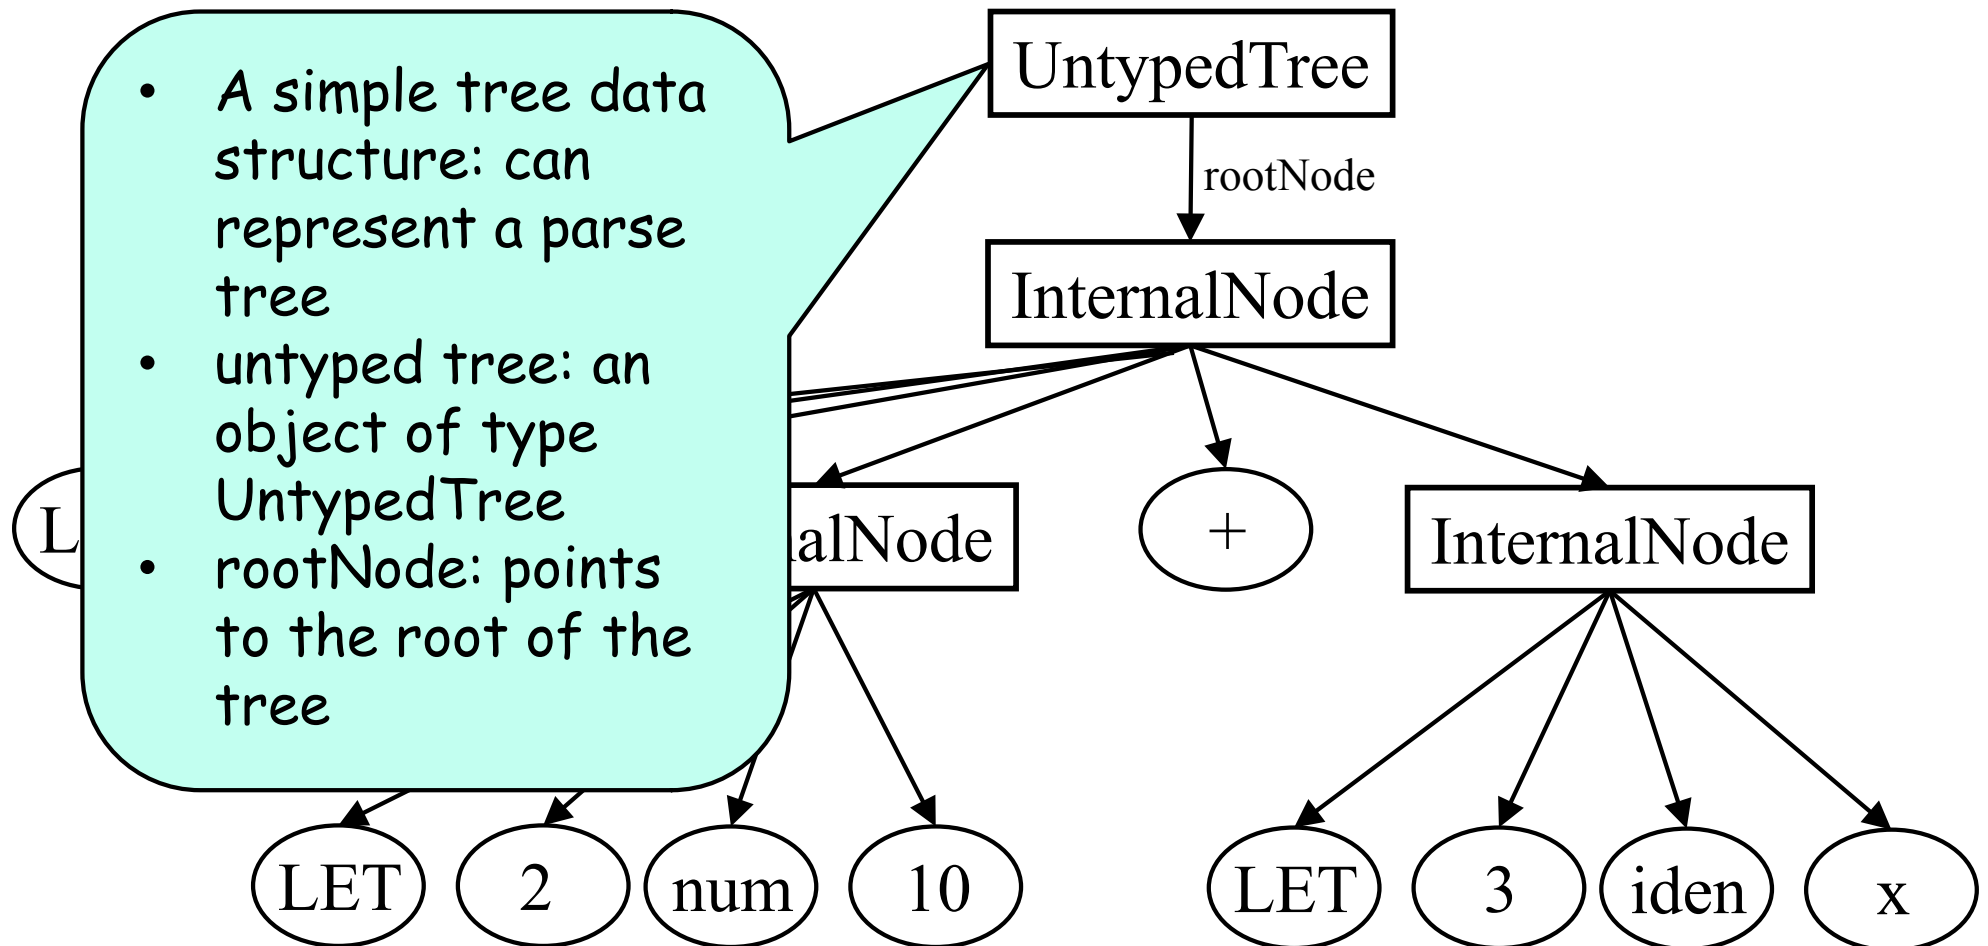 UntypedTree
• A simple tree data
structure: can
represent a parse
tree
• untyped tree: an
object of type
UntypedTree
• rootNode: points
to the root of the
tree
rootNode
InternalNode
L
alNode
+
InternalNode
LET
2
num
10
LET
3
iden
x